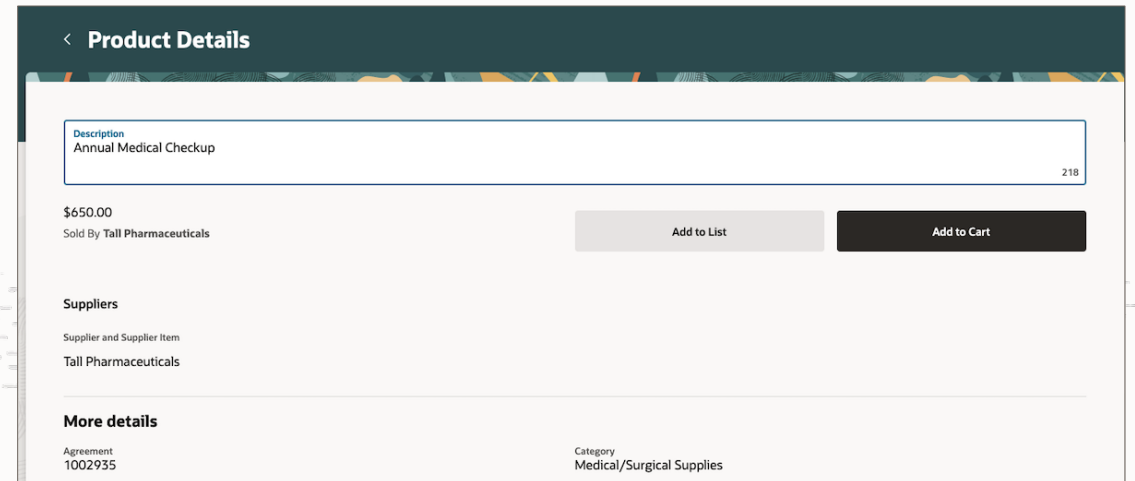 Product Details
Description
Annual Medical Checkup
218
$650.00
Sold By Tall Pharmaceuticals
Add to List
Add to Cart
Suppliers
Supplier and Supplier Item
Tall Pharmaceuticals
More details
Agreement
1002935
Category
Medical/Surgical Supplies